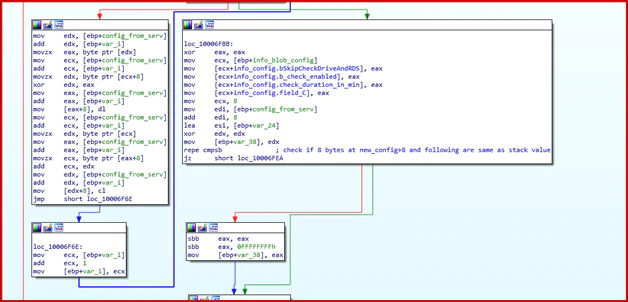 mov edx, [ebp+config_from_serv]
add edx, [ebp+var_i]
movzx eax, byte ptr [edx]
mov ecx, [ebp+config_from_serv]
add ecx, [ebp+var_i]
movzx edx, byte ptr [ecx+8]
xor edx, eax
mov eax, [ebp+config_from_serv]
add eax, [ebp+var_i]
mov [eax+8], dl
mov ecx, [ebp+config_from_serv]
add ecx, [ebp+var_i]
movzx edx, byte ptr [ecx]
mov eax, [ebp+config_from_serv]
add eax, [ebp+var_i]
movzx ecx, byte ptr [eax+8]
add ecx, edx
mov edx, [ebp+config_from_serv]
add edx, [ebp+var_i]
mov [edx+8], cl
jmp short loc_10006F6E
loc_10006FBB:
xor eax, eax
mov ecx, [ebp+info_blob_config]
mov [ecx+info_config.bSkipCheckDriveAndRDS], eax
mov [ecx+info_config.b_check_enabled], eax
mov [ecx+info_config.check_duration_in_min], eax
mov [ecx+info_config.field_C], eax
mov ecx, 8
mov edi, [ebp+config_from_serv]
add edi, 8
lea esi, [ebp+var_24]
xor edx, edx
mov [ebp+var_38], edx
repe cmpsb ; check if 8 bytes at new_config+8 and following are same as stack value
jz short loc_10006FEA
loc_10006F6E:
mov ecx, [ebp+var_i]
add ecx, 1
mov [ebp+var_i], ecx
sbb eax, eax
sbb eax, 0FFFFFFFFh
mov [ebp+var_38], eax